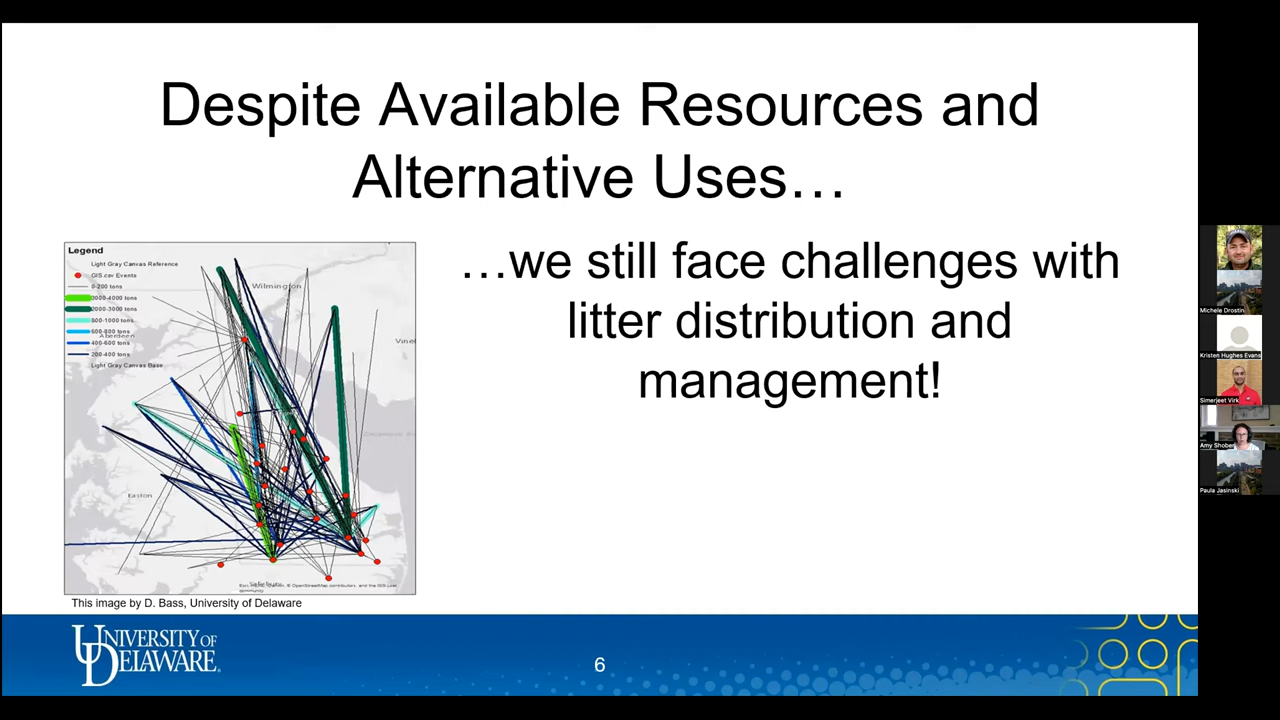 Despite Available Resources and
Alternative Uses…
…we still face challenges with
litter distribution and
management!
Legend
Light Gray Canvas Reference
GIS.csv Events
0-200 tons
3000-4000 tons
2000-3000 tons
800-1000 tons
600-800 tons
400-600 tons
200-400 tons
Light Gray Canvas Base
Wilmington
Aberdeen
Vinel
Easton
Salisbury
This image by D. Bass, University of Delaware
UNIVERSITY OF
DELAWARE
6
Michele Drostin
Kristen Hughes Evans
Simerjeet Virk
Amy Shober
Paula Jasinski